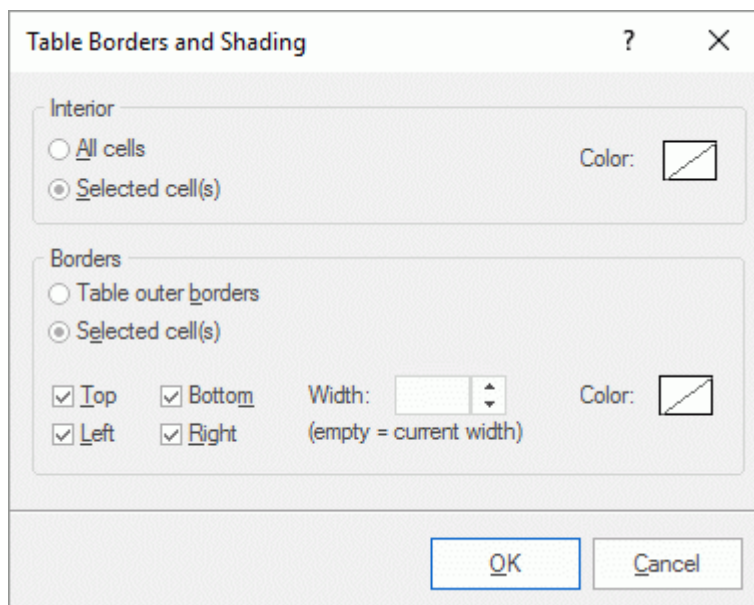 Table Borders and Shading ?
Interior
All cells
Color:
Selected cell(s)
Borders
Table outer borders
Selected cell(s)
Top Bottom Width: Color:
Left Right (empty = current width)
OK Cancel